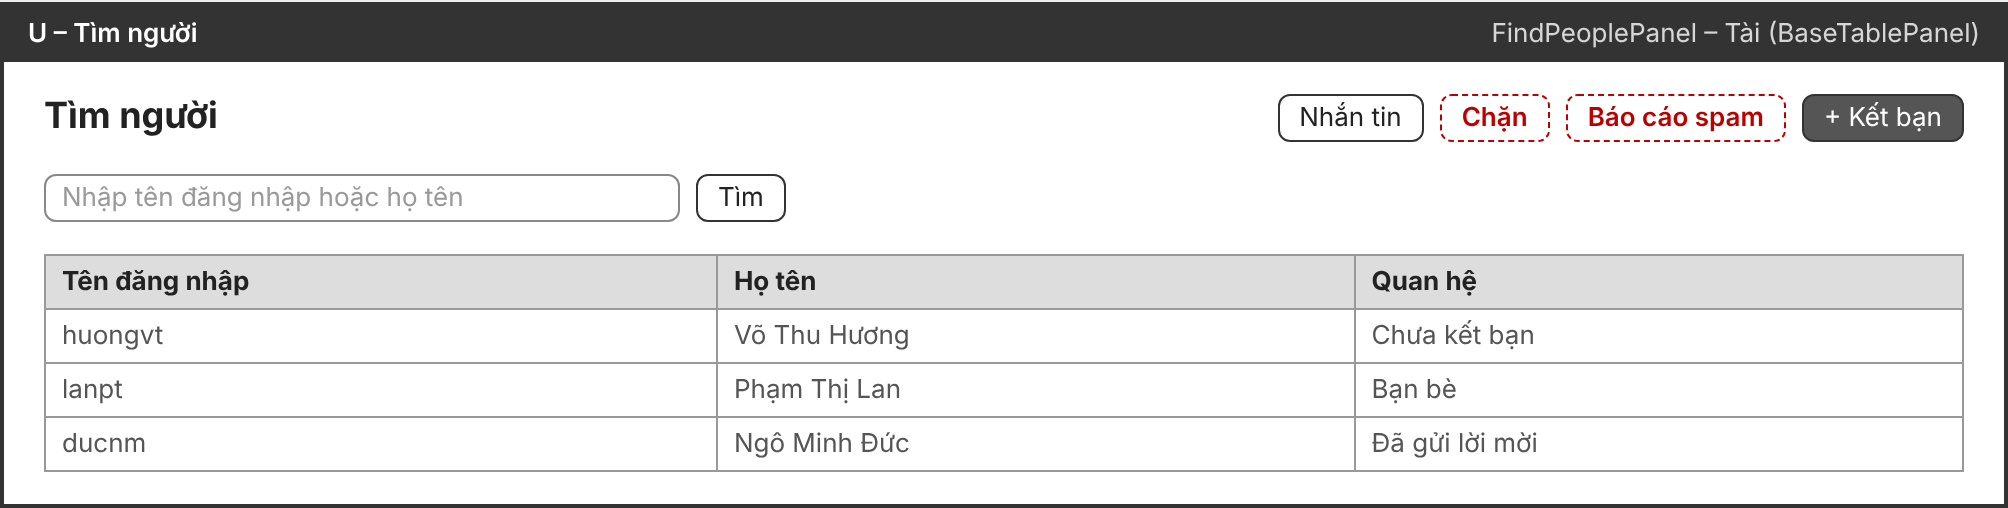 U – Tìm người
FindPeoplePanel – Tài (BaseTablePanel)
Tìm người
Nhắn tin
Chặn
Báo cáo spam
+ Kết bạn
Nhập tên đăng nhập hoặc họ tên
Tìm
Tên đăng nhập Họ tên Quan hệ
huongvt Võ Thu Hương Chưa kết bạn
lanpt Phạm Thị Lan Bạn bè
ducnm Ngô Minh Đức Đã gửi lời mời